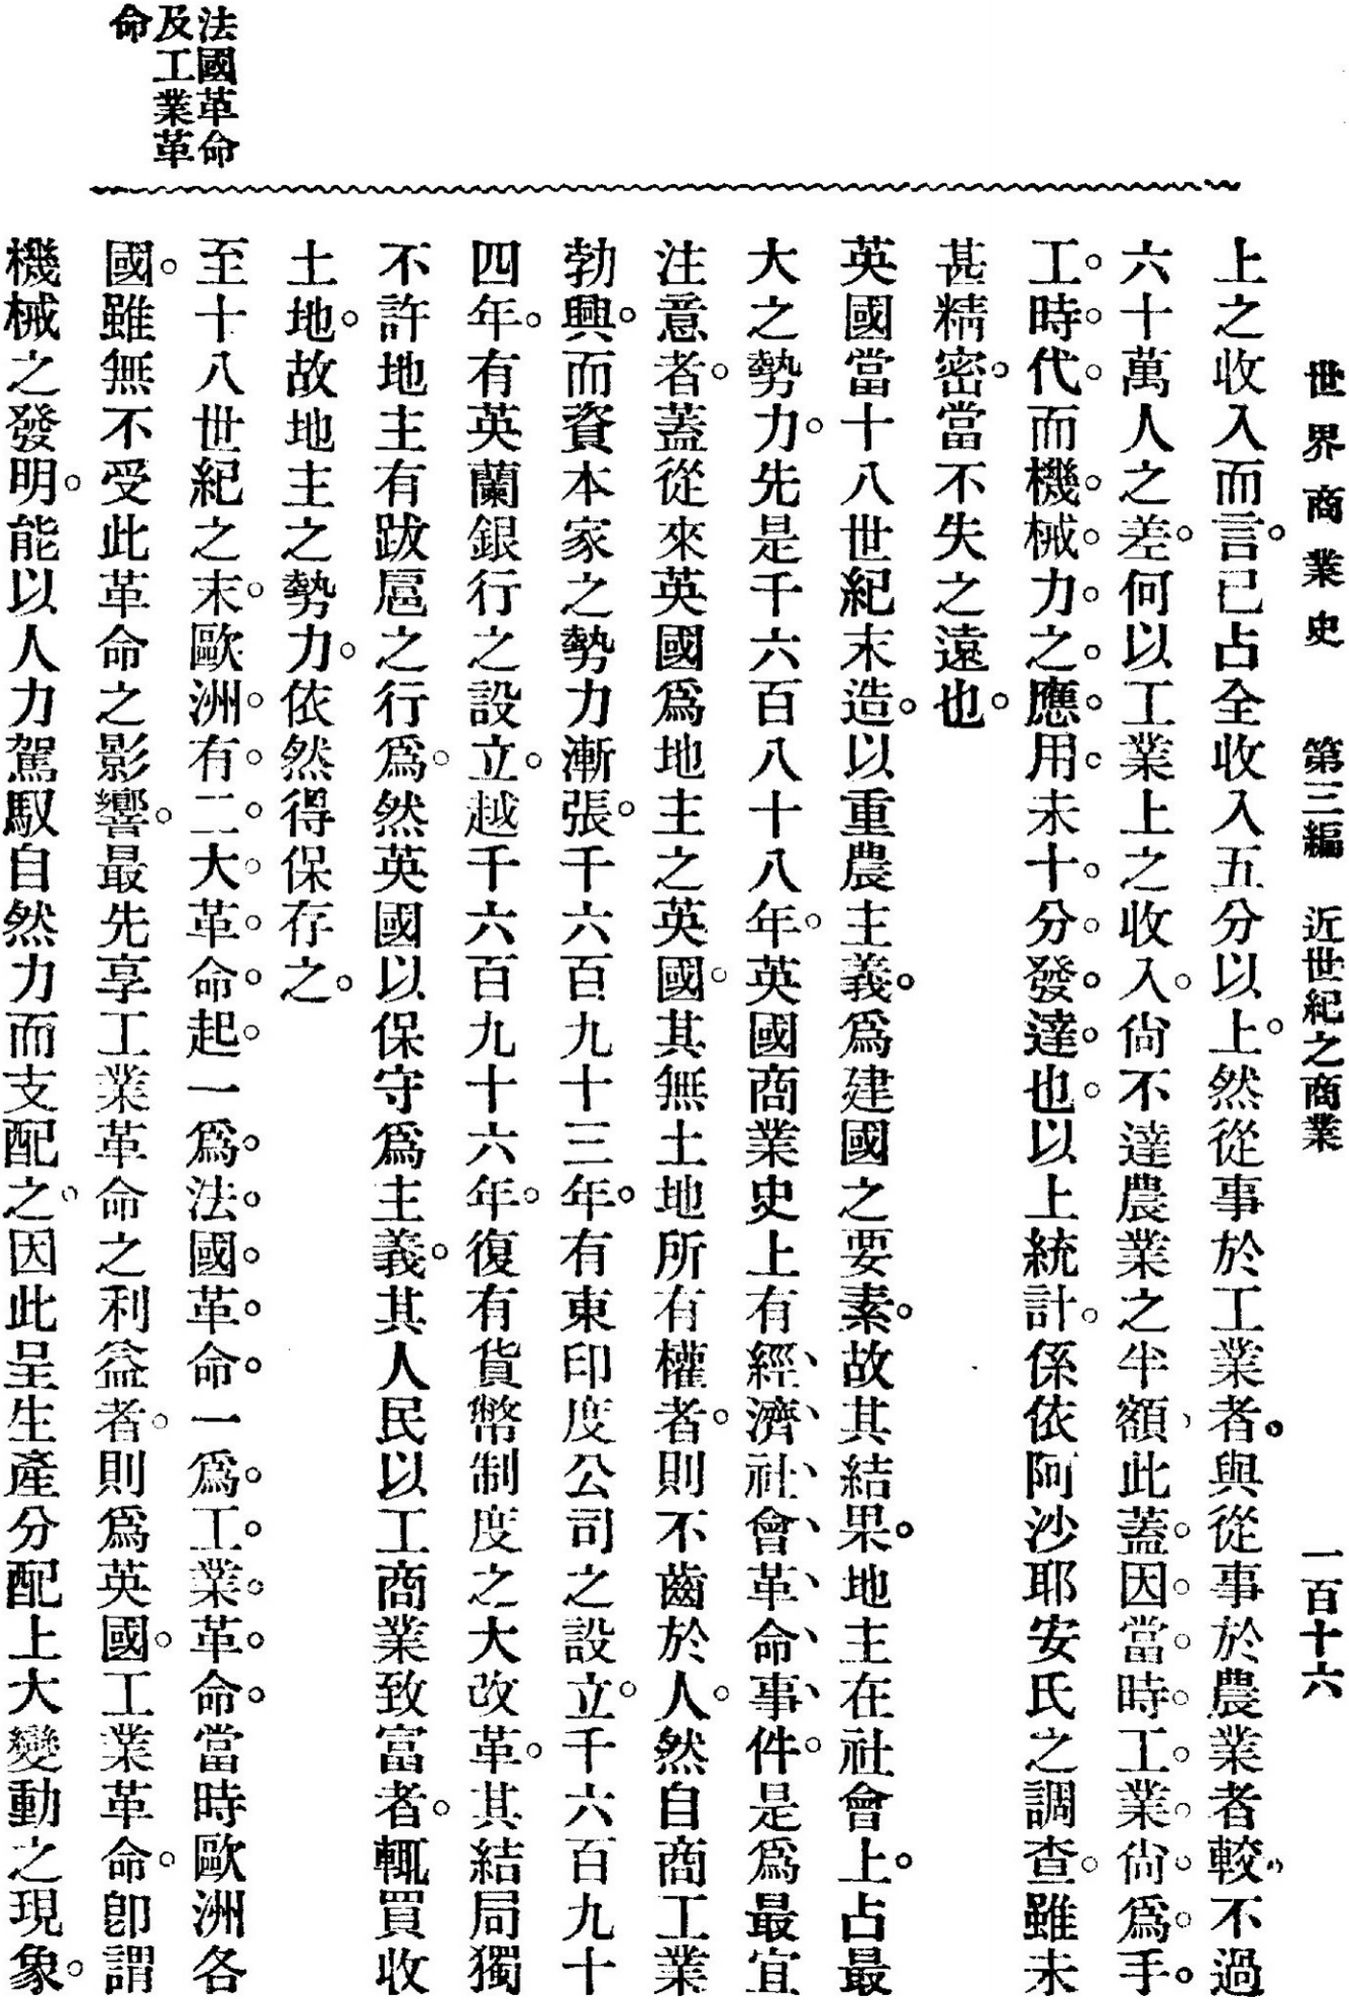 世界商業史 第三編 近世紀之商業 一百十六
上之收入而言。已占全收入五分以上。然從事於工業者。與從事於農業者較。不過
六十萬人之差。何以工業上之收入。尙不達農業之半額、此蓋因當時工業尙爲手
工時代。而機械力之應用未十分發達也。以上統計。係依阿沙耶安氏之調查。雖未
甚精密。當不失之遠也。
英國當十八世紀末造。以重農主義。爲建國之要素。故其結果。地主在社會上。占最
大之勢力。先是千六百八十八年。英國商業史上有經濟社會革命事件。是爲最宜
注意者。蓋從來英國爲地主之英國。其無土地所有權者。則不齒於人。然自商工業
勃興。而資本家之勢力漸張。千六百九十三年。有東印度公司之設立。千六百九十
四年。有英蘭銀行之設立。越千六百九十六年。復有貨幣制度之大改革。其結局獨
不許地主有跋扈之行爲。然英國以保守爲主義。其人民以工商業致富者。輒買收
土地。故地主之勢力。依然得保存之。
法國革命
及工業革
命
至十八世紀之末。歐洲有二大革命起。一爲法國革命。一爲工業革命。當時歐洲各
國。雖無不受此革命之影響。最先享工業革命之利益者。則爲英國。工業革命。卽謂
機械之發明。能以人力駕馭自然力而支配之。因此呈生產分配上大變動之現象。